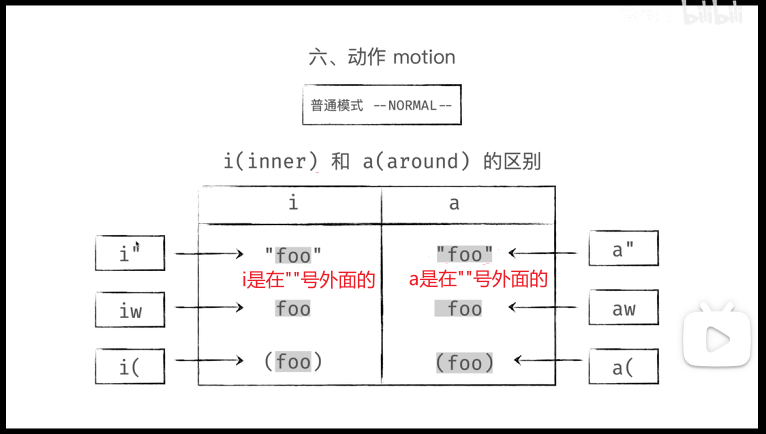 bilibili
六、动作 motion
普通模式 --NORMAL--
i(inner) 和 a(around) 的区别
i a
i" "foo" "foo" a"
i是在""号外面的 a是在""号外面的
iw foo foo aw
i( (foo) (foo) a(